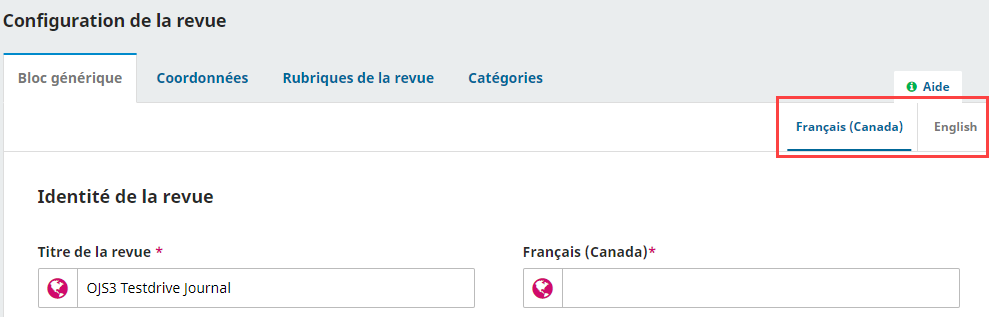 Configuration de la revue
Bloc générique Coordonnées Rubriques de la revue Catégories
Aide
Français (Canada) English
Identité de la revue
Titre de la revue * Français (Canada)*
OJS3 Testdrive Journal